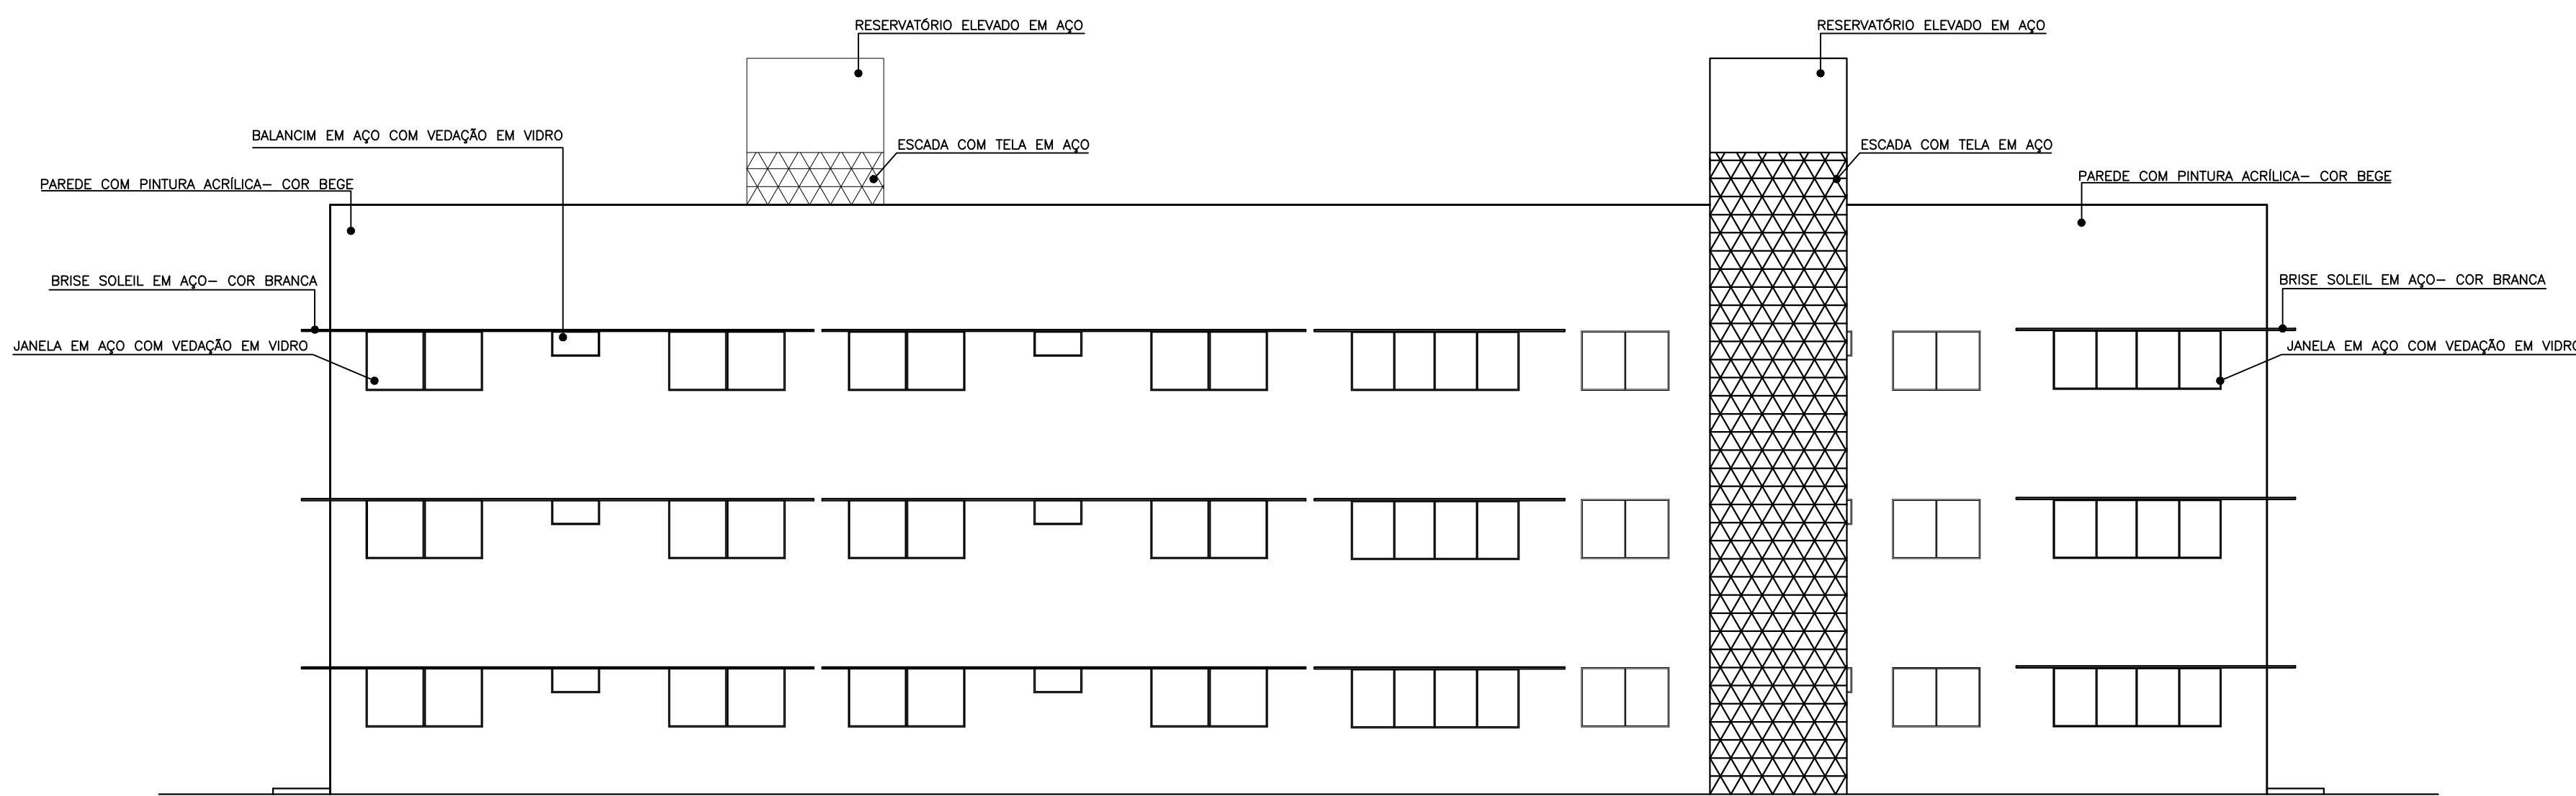 RESERVATÓRIO ELEVADO EM AÇO
RESERVATÓRIO ELEVADO EM AÇO
BALANCIM EM AÇO COM VEDAÇÃO EM VIDRO
ESCADA COM TELA EM AÇO
ESCADA COM TELA EM AÇO
PAREDE COM PINTURA ACRÍLICA- COR BEGE
PAREDE COM PINTURA ACRÍLICA- COR BEGE
BRISE SOLEIL EM AÇO- COR BRANCA
BRISE SOLEIL EM AÇO- COR BRANCA
JANELA EM AÇO COM VEDAÇÃO EM VIDRO
JANELA EM AÇO COM VEDAÇÃO EM VIDRO